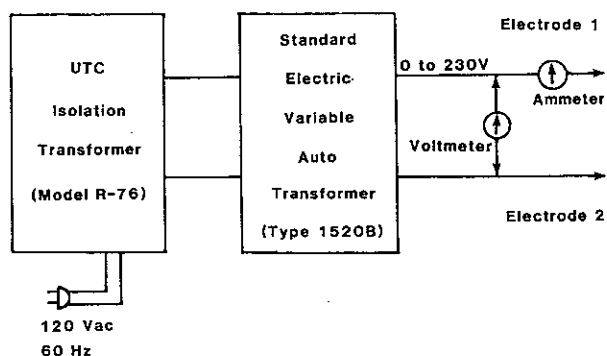 UTC
Isolation
Transformer
(Model R-76)
120 Vac
60 Hz
Standard
Electric
Variable
Auto
Transformer
(Type 1520B)
0 to 230V
Electrode 1
Ammeter
Voltmeter
Electrode 2